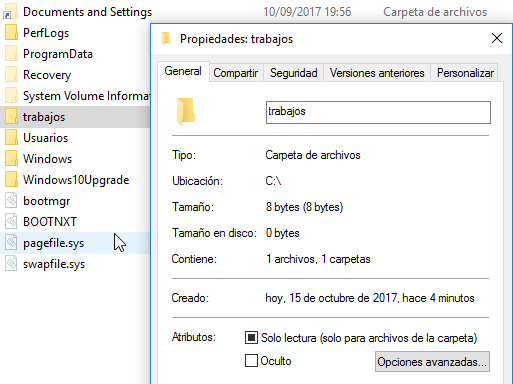 Documents and Settings 10/09/2017 19:56 Carpeta de archivos
PerfLogs
ProgramData
Recovery
System Volume Informa
trabajos
Usuarios
Windows
Windows10Upgrade
bootmgr
BOOTNXT
pagefile.sys
swapfile.sys
Propiedades: trabajos
General Compartir Seguridad Versiones anteriores Personalizar
trabajos
Tipo: Carpeta de archivos
Ubicación: C:\
Tamaño: 8 bytes (8 bytes)
Tamaño en disco: 0 bytes
Contiene: 1 archivos, 1 carpetas
Creado: hoy, 15 de octubre de 2017, hace 4 minutos
Atributos: Solo lectura (solo para archivos de la carpeta)
Oculto Opciones avanzadas...